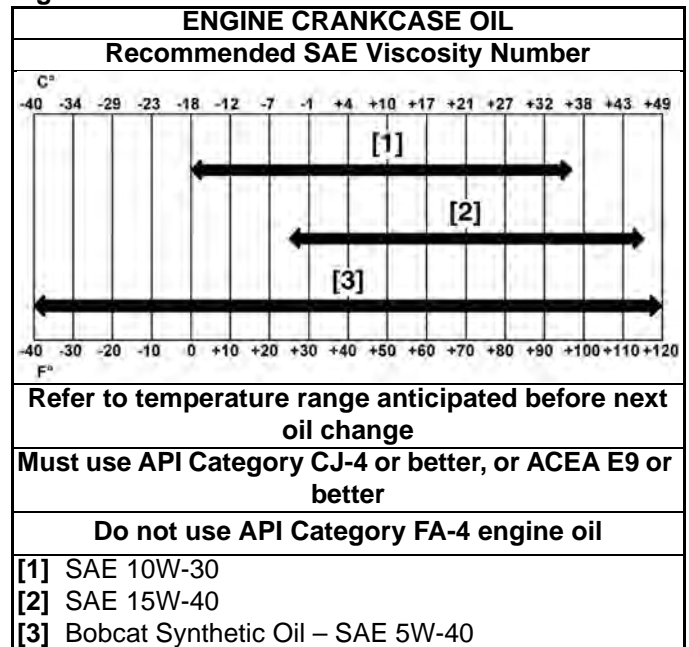 ENGINE CRANKCASE OIL
Recommended SAE Viscosity Number
C°
-40 -34 -29 -23 -18 -12 -7 -1 +4 +10 +17 +21 +27 +32 +38 +43 +49
[1]
[2]
[3]
-40 -30 -20 -10 0 +10 +20 +30 +40 +50 +60 +70 +80 +90 +100 +110 +120
F°
Refer to temperature range anticipated before next
oil change
Must use API Category CJ-4 or better, or ACEA E9 or
better
Do not use API Category FA-4 engine oil
[1] SAE 10W-30
[2] SAE 15W-40
[3] Bobcat Synthetic Oil – SAE 5W-40